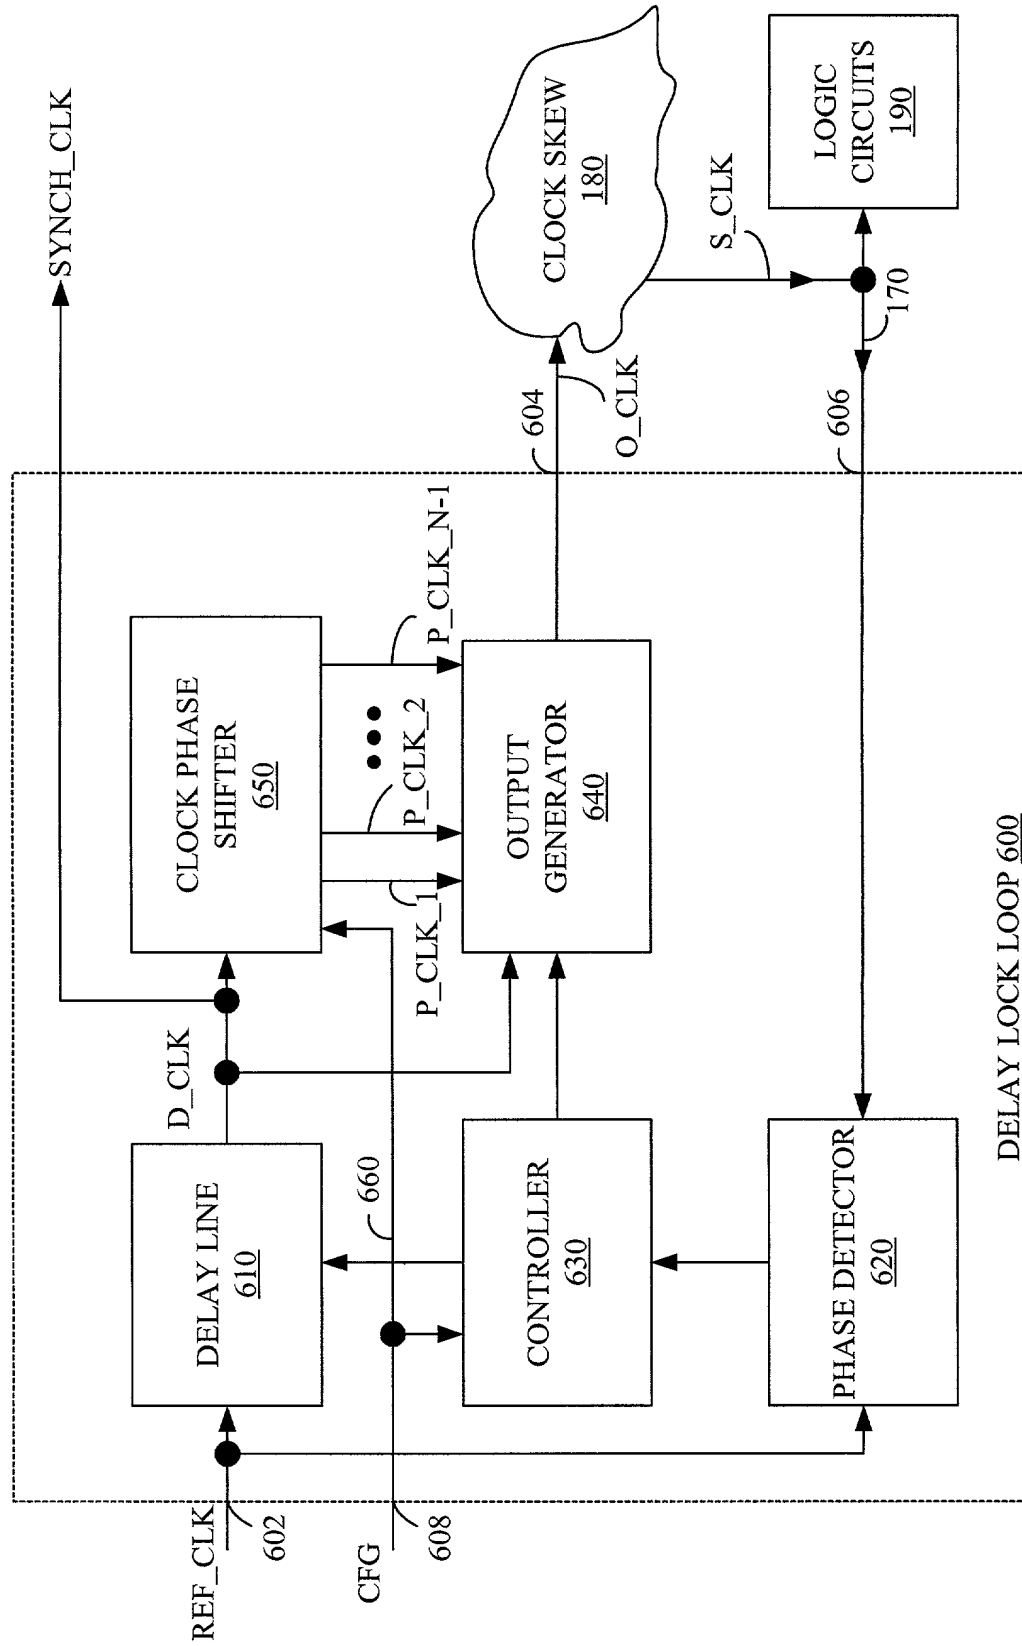 SYNCH_CLK
REF_CLK
602
DELAY LINE
610
D_CLK
CLOCK PHASE
SHIFTER
650
CFG
608
660
P_CLK_1
P_CLK_2
P_CLK_N-1
CONTROLLER
630
OUTPUT
GENERATOR
640
604
O_CLK
CLOCK SKEW
180
S_CLK
PHASE DETECTOR
620
606
170
LOGIC
CIRCUITS
190
DELAY LOCK LOOP 600